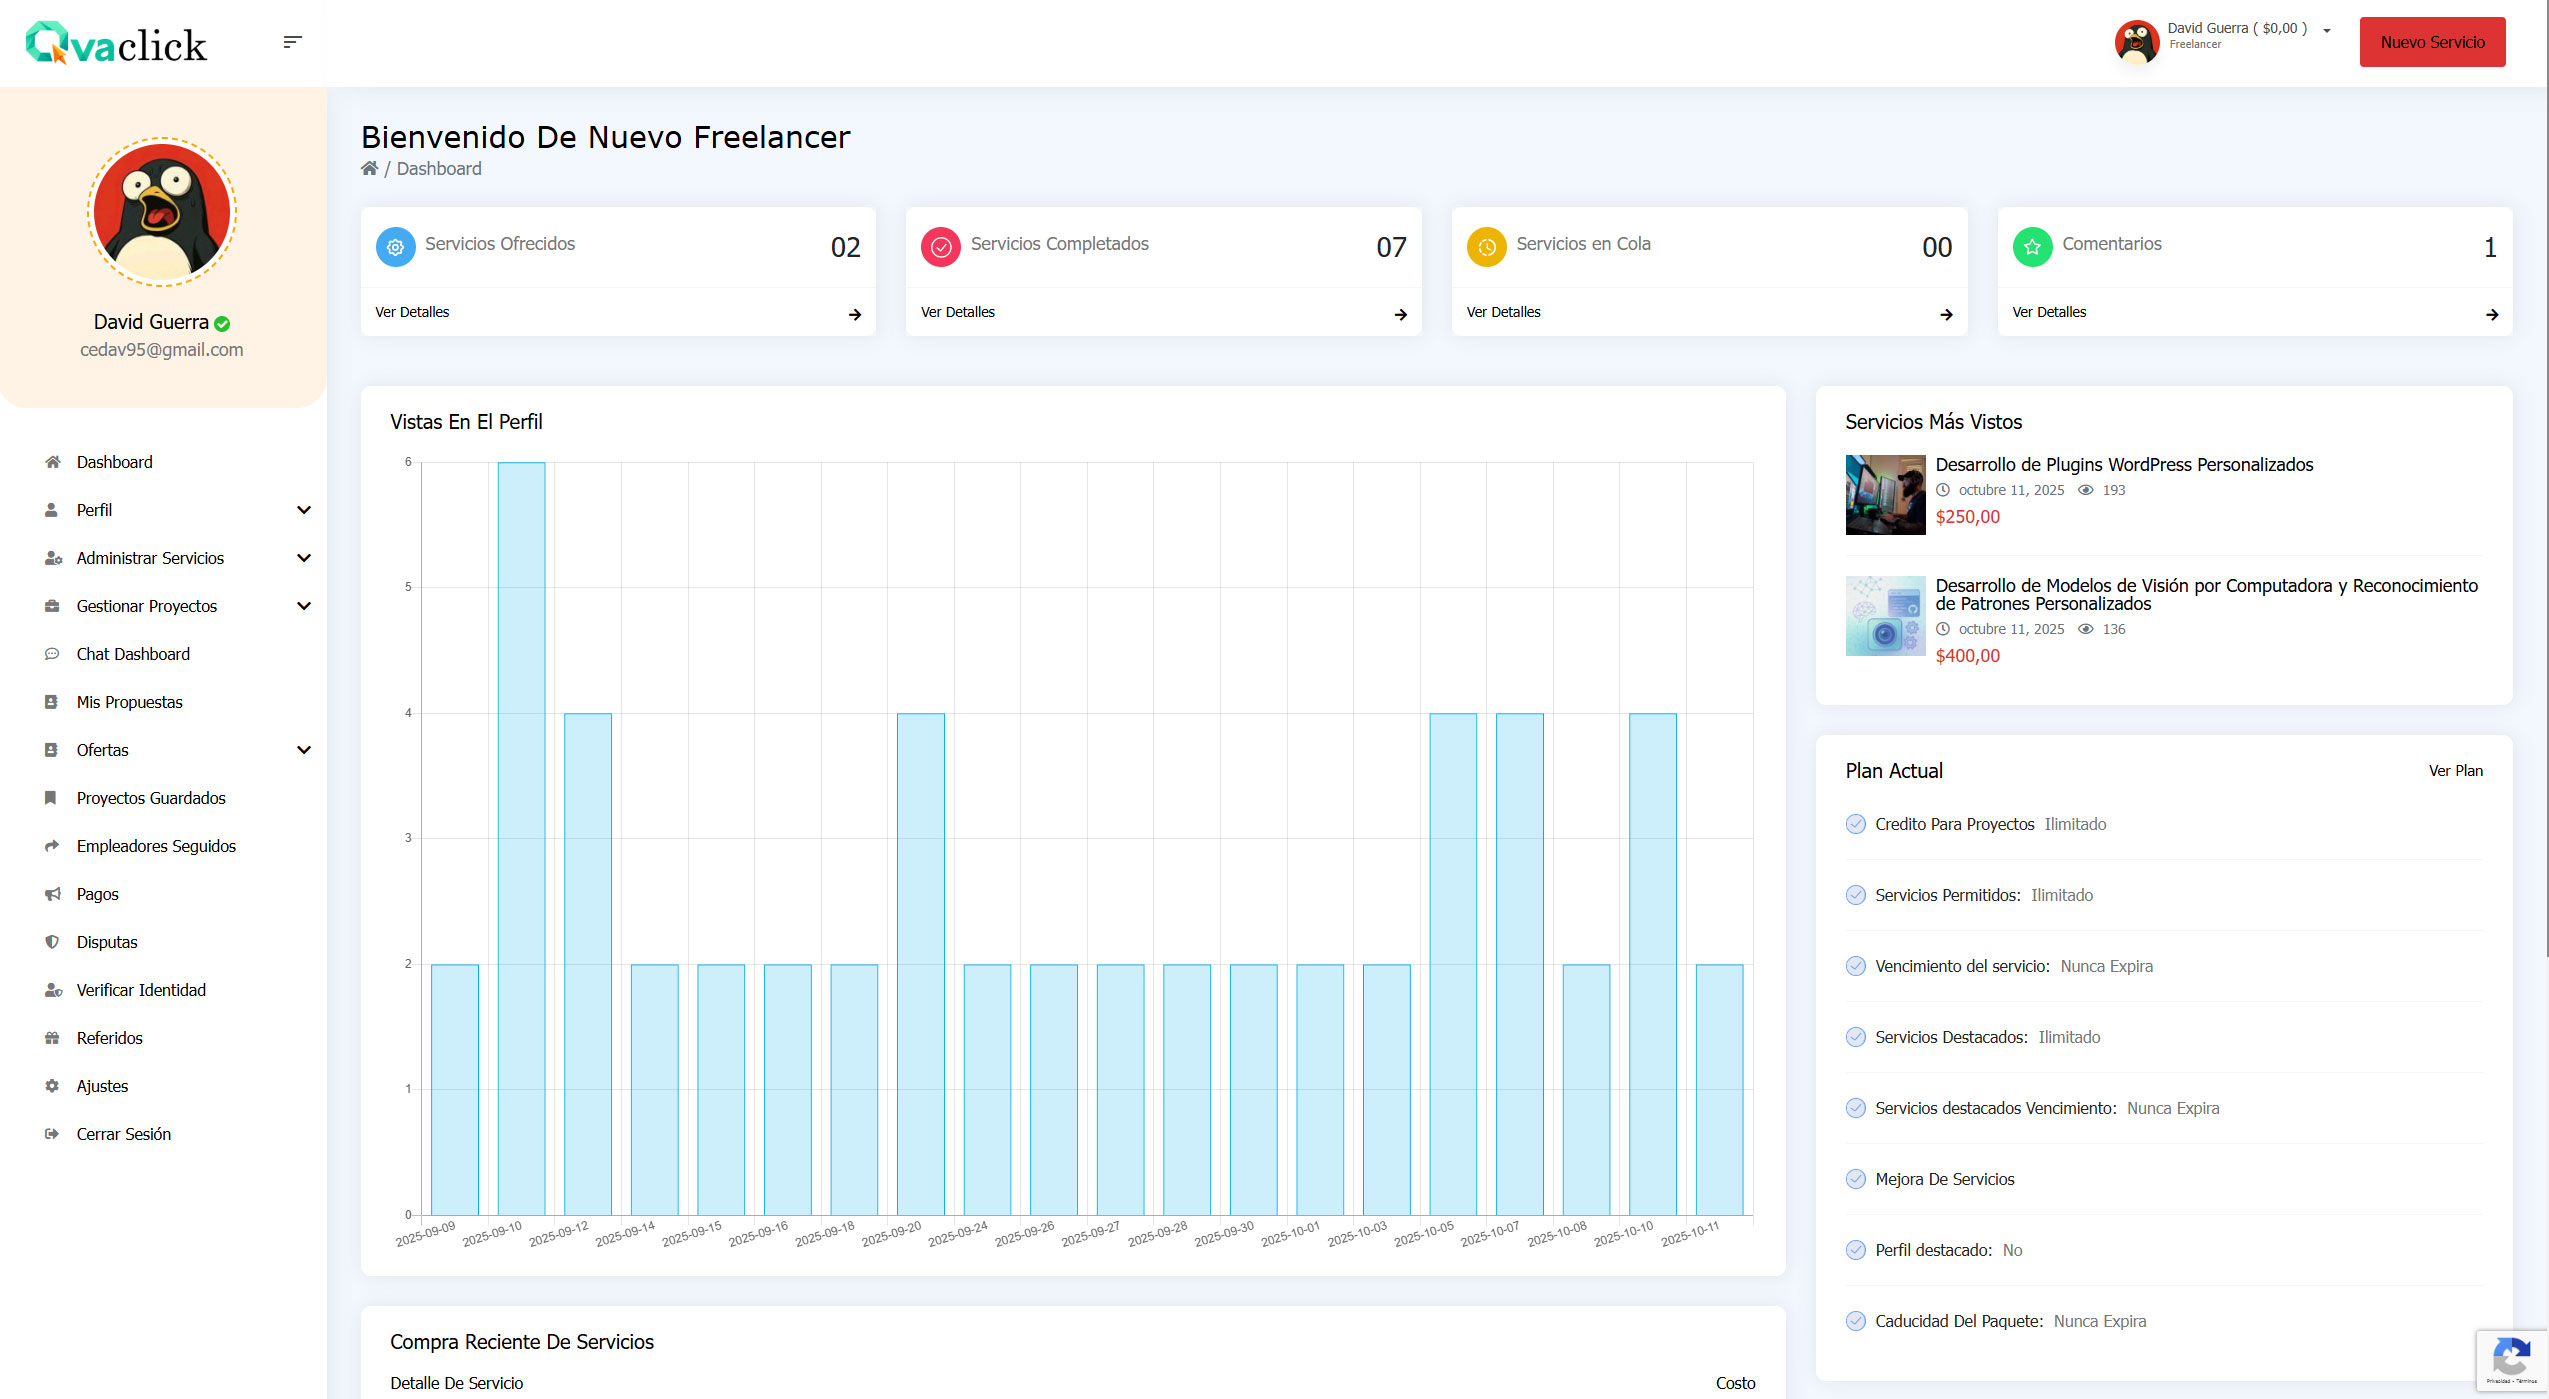 Qvaclick
David Guerra ( $0,00 )
Freelancer
Nuevo Servicio
David Guerra
cedav95@gmail.com
Dashboard
Perfil
Administrar Servicios
Gestionar Proyectos
Chat Dashboard
Mis Propuestas
Ofertas
Proyectos Guardados
Empleadores Seguidos
Pagos
Disputas
Verificar Identidad
Referidos
Ajustes
Cerrar Sesión
Bienvenido De Nuevo Freelancer
/ Dashboard
Servicios Ofrecidos 02
Ver Detalles
Servicios Completados 07
Ver Detalles
Servicios en Cola 00
Ver Detalles
Comentarios 1
Ver Detalles
Vistas En El Perfil
6
5
4
3
2
1
0
2025-09-09 2025-09-10 2025-09-12 2025-09-14 2025-09-15 2025-09-16 2025-09-18 2025-09-20 2025-09-24 2025-09-26 2025-09-27 2025-09-28 2025-09-30 2025-10-01 2025-10-03 2025-10-05 2025-10-07 2025-10-08 2025-10-10 2025-10-11
Compra Reciente De Servicios
Detalle De Servicio Costo
Servicios Más Vistos
Desarrollo de Plugins WordPress Personalizados
octubre 11, 2025 193
$250,00
Desarrollo de Modelos de Visión por Computadora y Reconocimiento
de Patrones Personalizados
octubre 11, 2025 136
$400,00
Plan Actual Ver Plan
Credito Para Proyectos Ilimitado
Servicios Permitidos: Ilimitado
Vencimiento del servicio: Nunca Expira
Servicios Destacados: Ilimitado
Servicios destacados Vencimiento: Nunca Expira
Mejora De Servicios
Perfil destacado: No
Caducidad Del Paquete: Nunca Expira
Privacidad - Términos